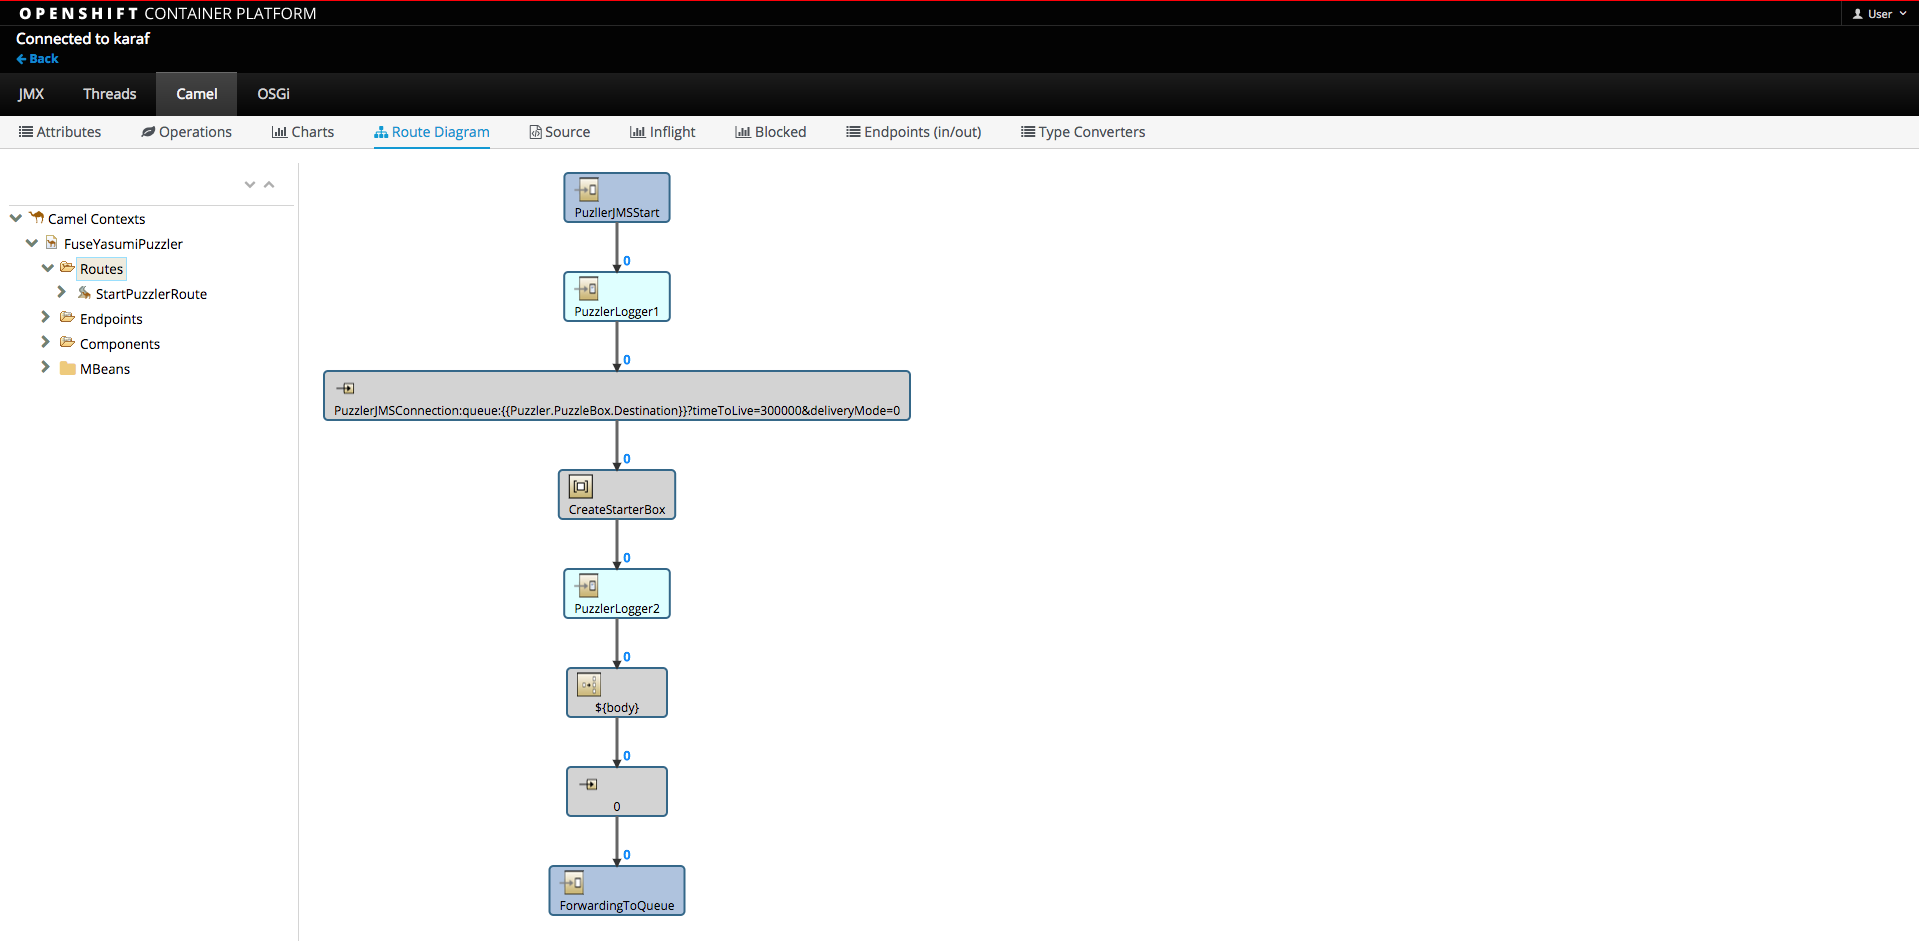 OPENSHIFT CONTAINER PLATFORM
User
Connected to karaf
Back
JMX Threads Camel OSGi
Attributes Operations Charts Route Diagram Source Inflight Blocked Endpoints (in/out) Type Converters
Camel Contexts
FuseYasumiPuzzler
Routes
StartPuzzlerRoute
Endpoints
Components
MBeans
PuzllerJMSStart
0
PuzzlerLogger1
0
PuzzlerJMSConnection:queue:{{Puzzler.PuzzleBox.Destination}}?timeToLive=300000&deliveryMode=0
0
CreateStarterBox
0
PuzzlerLogger2
0
${body}
0
0
0
ForwardingToQueue